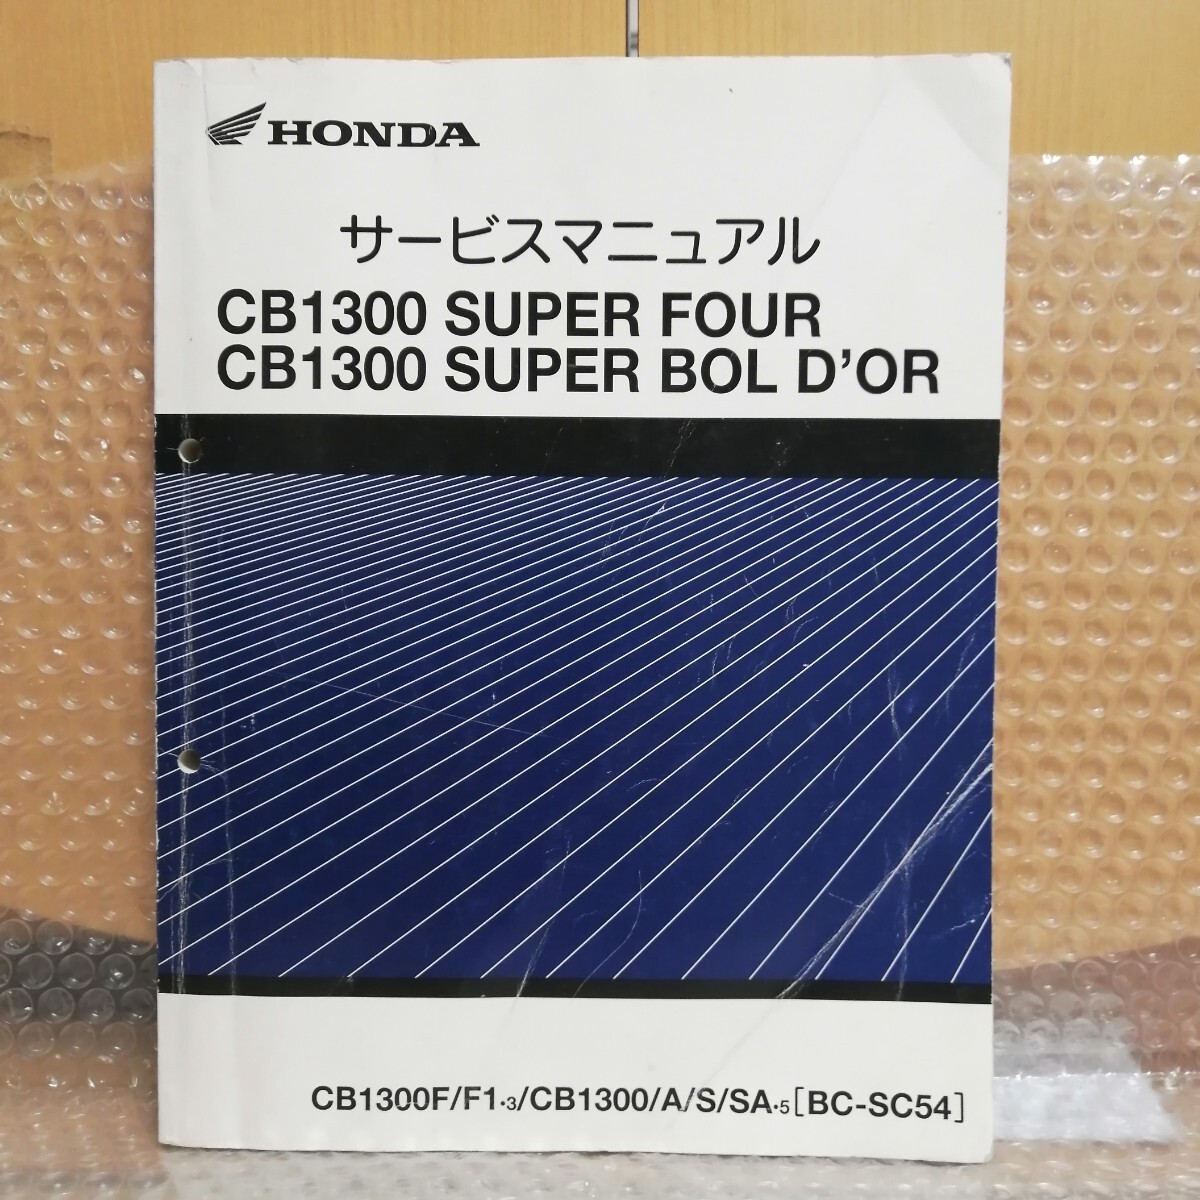 HONDA
サービスマニュアル
CB1300 SUPER FOUR
CB1300 SUPER BOL D'OR
CB1300F/F1・3/CB1300/A/S/SA・5［BC-SC54］